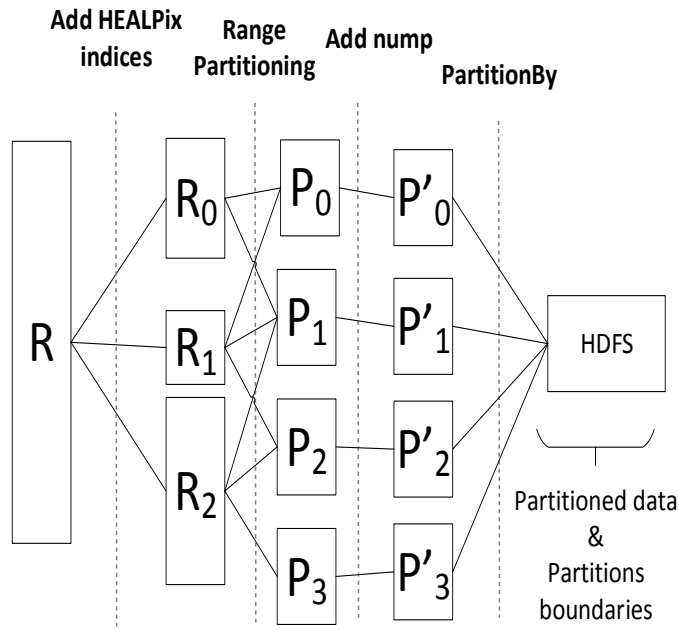 Add HEALPix
indices
Range
Partitioning
Add nump
PartitionBy
R
R0
R1
R2
P0
P1
P2
P3
P'0
P'1
P'2
P'3
HDFS
Partitioned data
&
Partitions
boundaries